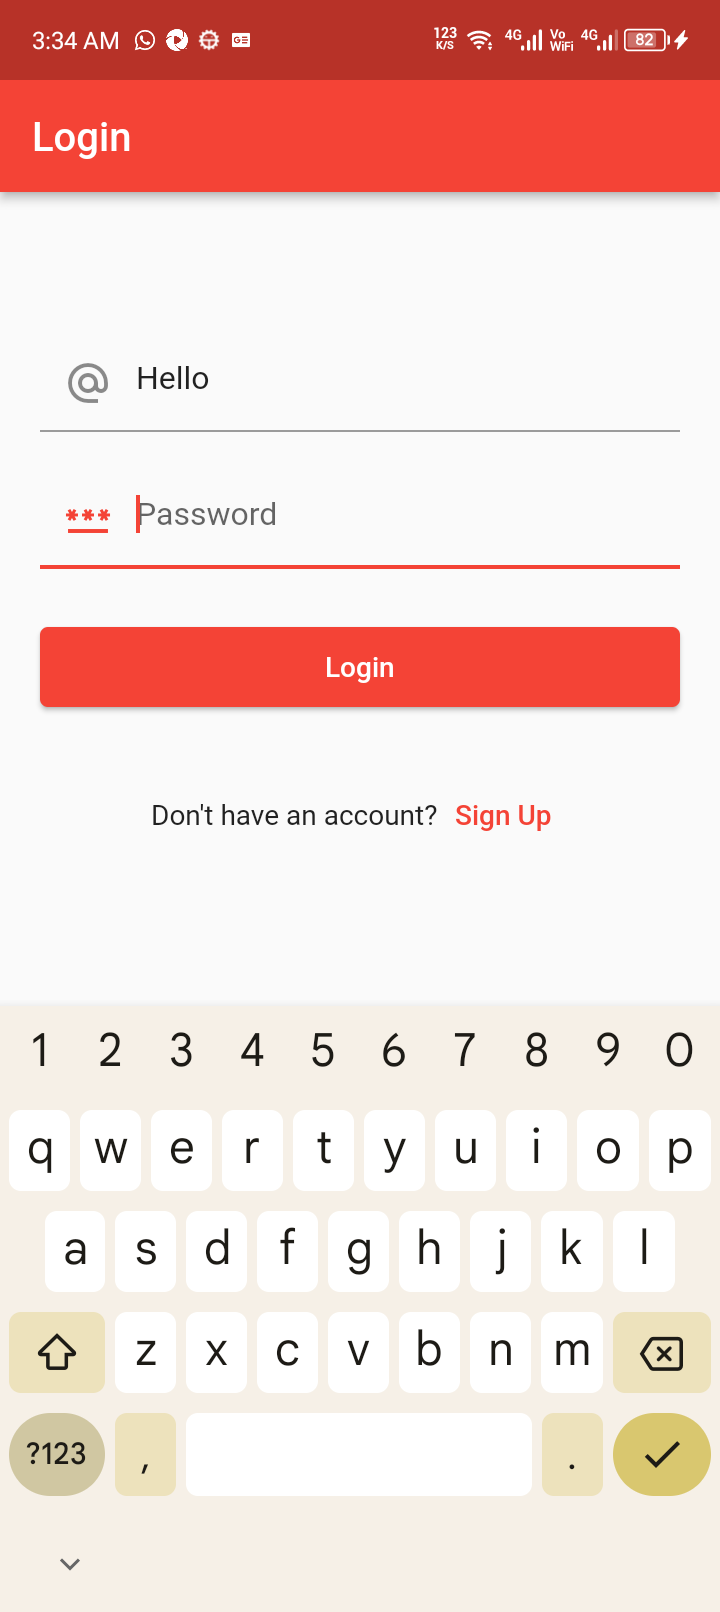 3:34 AM 123 K/S 4G Vo WiFi 4G 82
Login
Hello
*** Password
Login
Don't have an account? Sign Up
1 2 3 4 5 6 7 8 9 0
q w e r t y u i o p
a s d f g h j k l
z x c v b n m
?123 , .